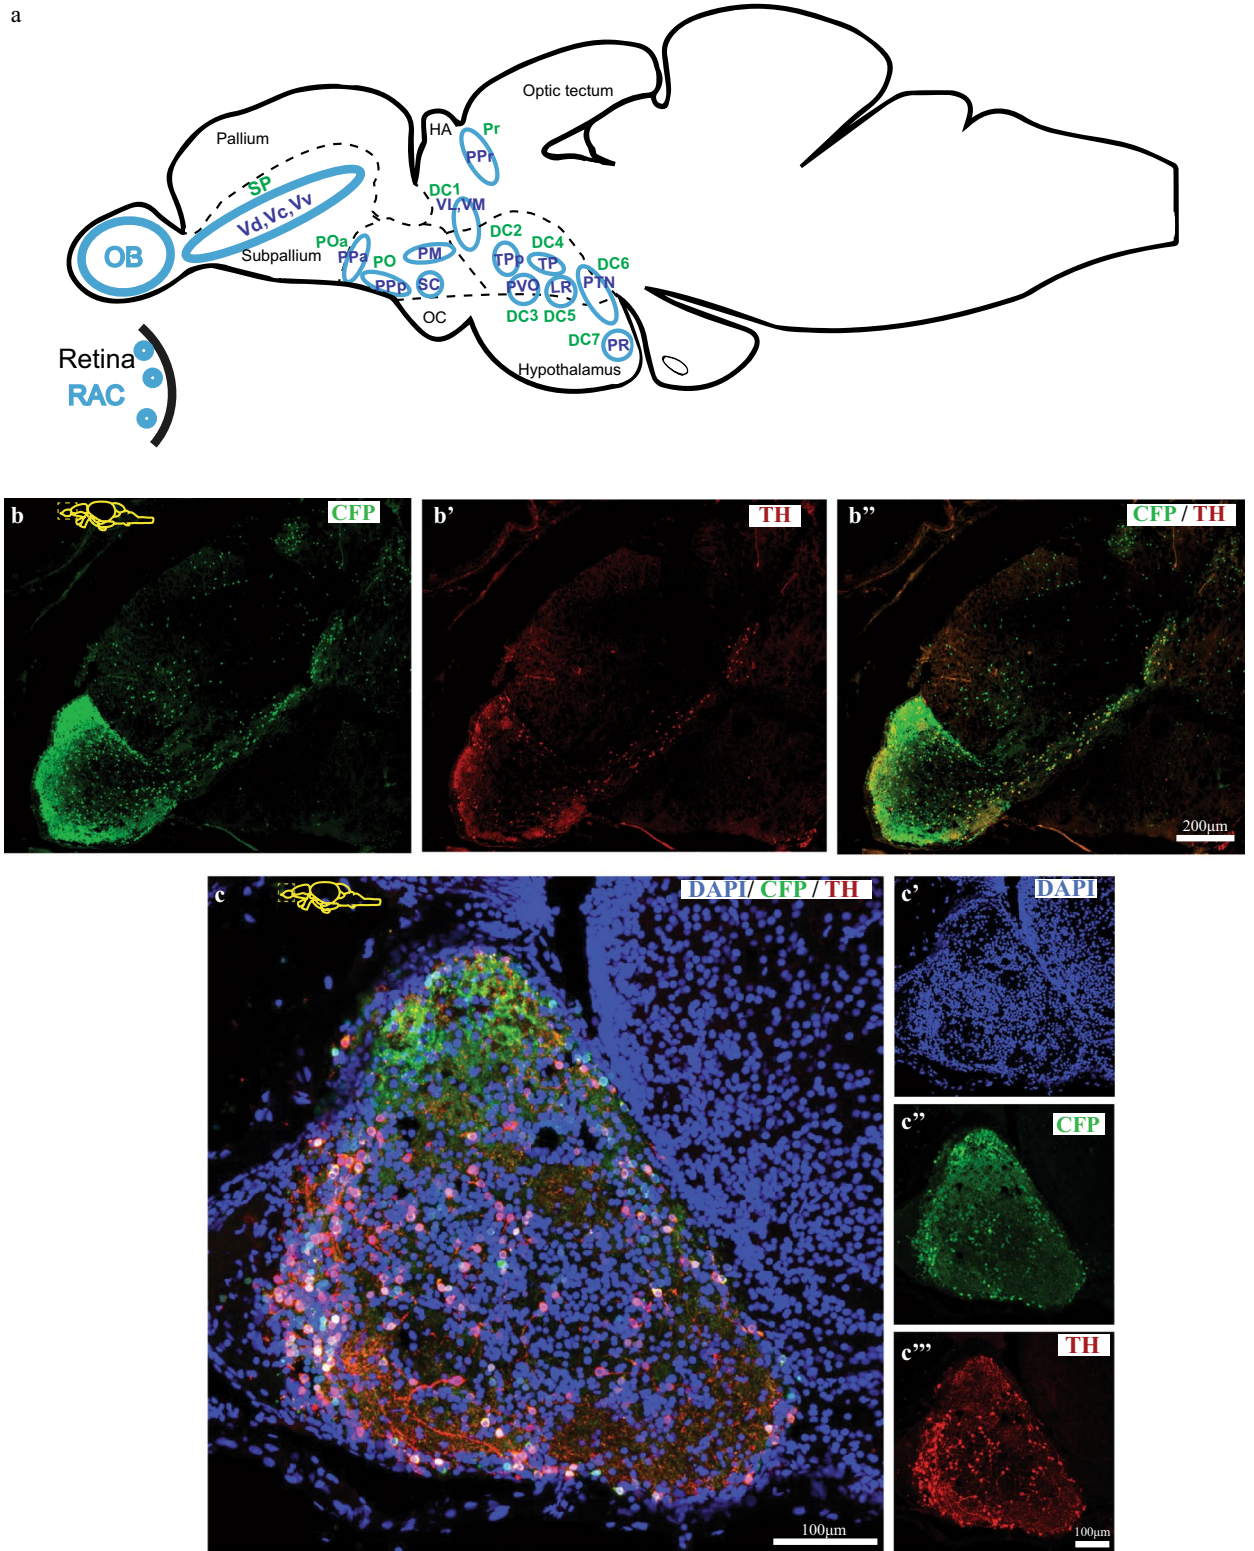 a
Optic tectum
HA
Pr
Pallium
PPr
SP
DC1
VL,VM
Vd,Vc,Vv
DC2
POa
DC4
OB
Subpallium
PPa
PO
PM
TPp
TP
DC6
PPp
SC
PVO
LR
PTN
OC
DC3
DC5
DC7
PR
Retina
Hypothalamus
RAC
b
CFP
b’
TH
b’’
CFP / TH
200µm
c
DAPI/ CFP / TH
c’
DAPI
c’’
CFP
c’’’
TH
100µm
100µm